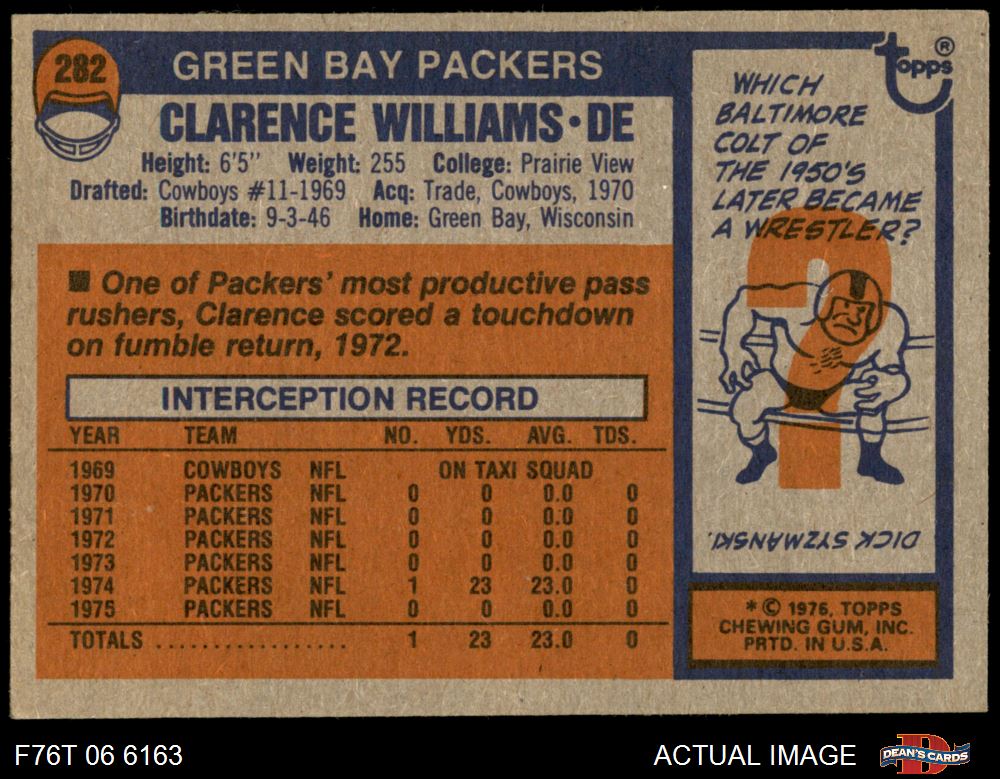 282
GREEN BAY PACKERS
CLARENCE WILLIAMS • DE
Height: 6'5" Weight: 255 College: Prairie View
Drafted: Cowboys #11-1969 Acq: Trade, Cowboys, 1970
Birthdate: 9-3-46 Home: Green Bay, Wisconsin
■ One of Packers' most productive pass
rushers, Clarence scored a touchdown
on fumble return, 1972.
INTERCEPTION RECORD
YEAR TEAM NO. YDS. AVG. TDS.
1969 COWBOYS NFL ON TAXI SQUAD
1970 PACKERS NFL 0 0 0.0 0
1971 PACKERS NFL 0 0 0.0 0
1972 PACKERS NFL 0 0 0.0 0
1973 PACKERS NFL 0 0 0.0 0
1974 PACKERS NFL 1 23 23.0 0
1975 PACKERS NFL 0 0 0.0 0
TOTALS ................. 1 23 23.0 0
topps ®
WHICH
BALTIMORE
COLT OF
THE 1950'S
LATER BECAME
A WRESTLER?
?
DICK SYZMANSKI.
* © 1976, TOPPS
CHEWING GUM, INC.
PRTD. IN U.S.A.
F76T 06 6163
ACTUAL IMAGE
D
DEAN'S CARDS